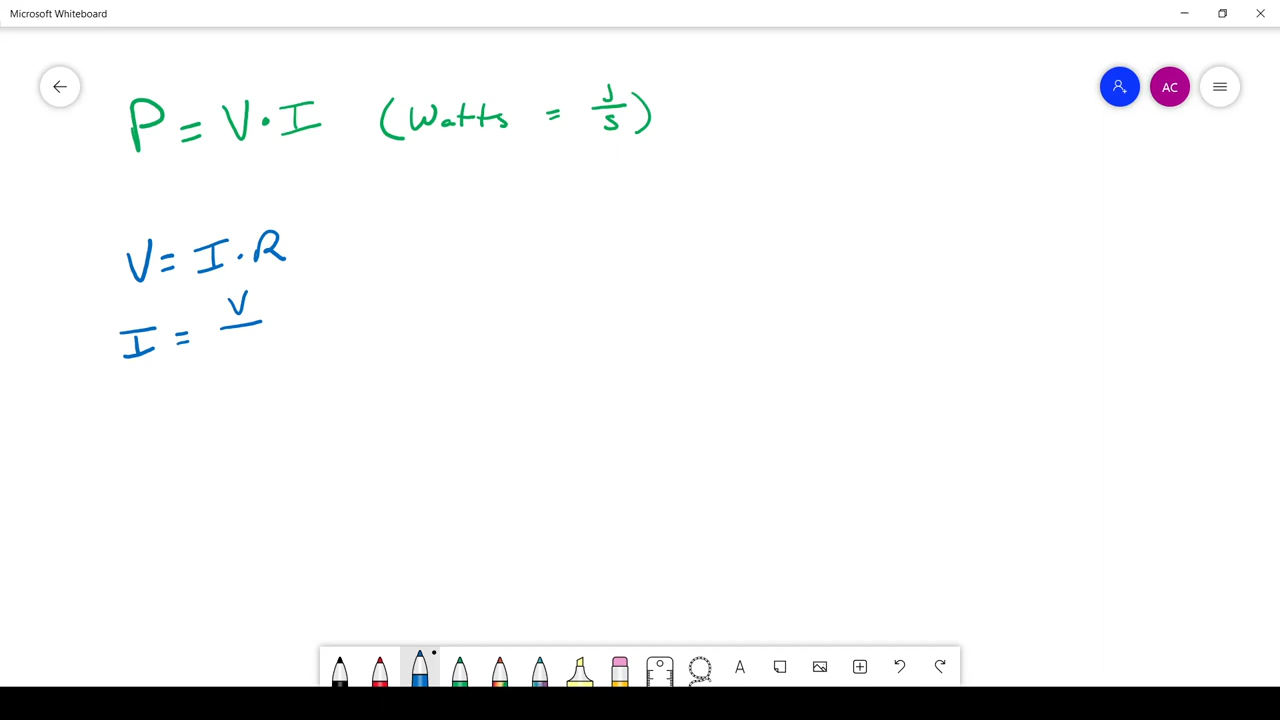 Microsoft Whiteboard
AC
P = V · I (Watts = J/s)
V = I · R
I = V/
A